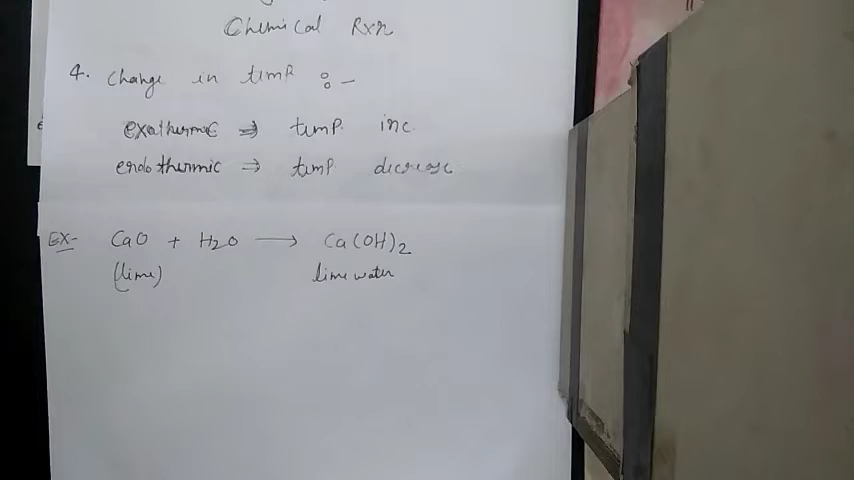 Chemical Rxn
4. Change in temp :-
exothermic ⇒ temp. inc.
endothermic ⇒ temp decrease
EX- CaO + H2O → Ca(OH)2
(lime) lime water